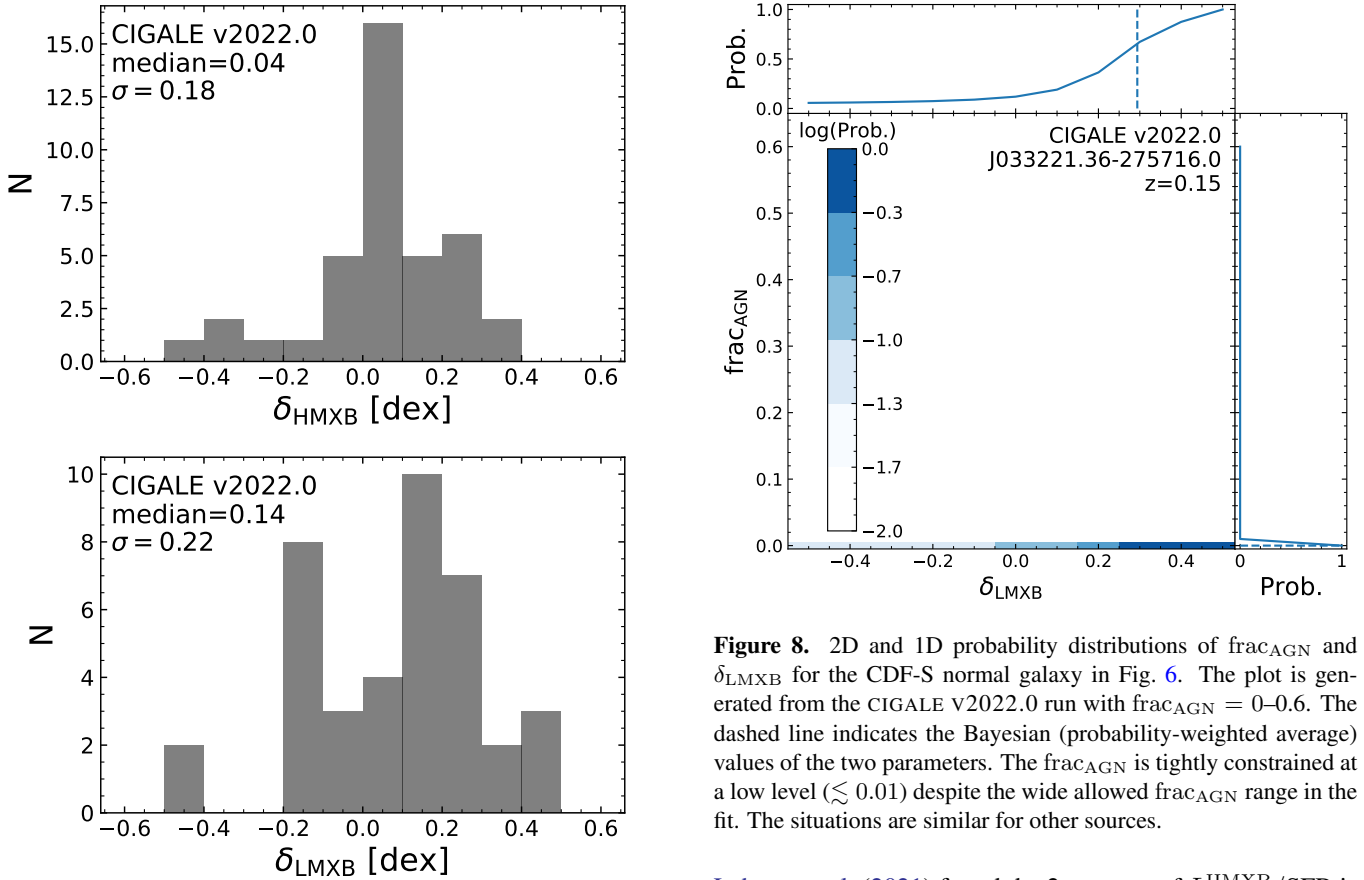 CIGALE v2022.0
median=0.04
σ = 0.18
15.0
12.5
10.0
7.5
5.0
2.5
0.0
N
−0.6 −0.4 −0.2 0.0 0.2 0.4 0.6
δHMXB [dex]
CIGALE v2022.0
median=0.14
σ = 0.22
10
8
6
4
2
0
N
−0.6 −0.4 −0.2 0.0 0.2 0.4 0.6
δLMXB [dex]
1.0
0.5
0.0
Prob.
log(Prob.)
0.0
−0.3
−0.7
−1.0
−1.3
−1.7
−2.0
CIGALE v2022.0
J033221.36-275716.0
z=0.15
0.6
0.5
0.4
0.3
0.2
0.1
0.0
fracAGN
−0.4 −0.2 0.0 0.2 0.4
δLMXB
0 1
Prob.
Figure 8. 2D and 1D probability distributions of fracAGN and
δLMXB for the CDF-S normal galaxy in Fig. 6. The plot is gen-
erated from the CIGALE V2022.0 run with fracAGN = 0–0.6. The
dashed line indicates the Bayesian (probability-weighted average)
values of the two parameters. The fracAGN is tightly constrained at
a low level (≲ 0.01) despite the wide allowed fracAGN range in the
fit. The situations are similar for other sources.